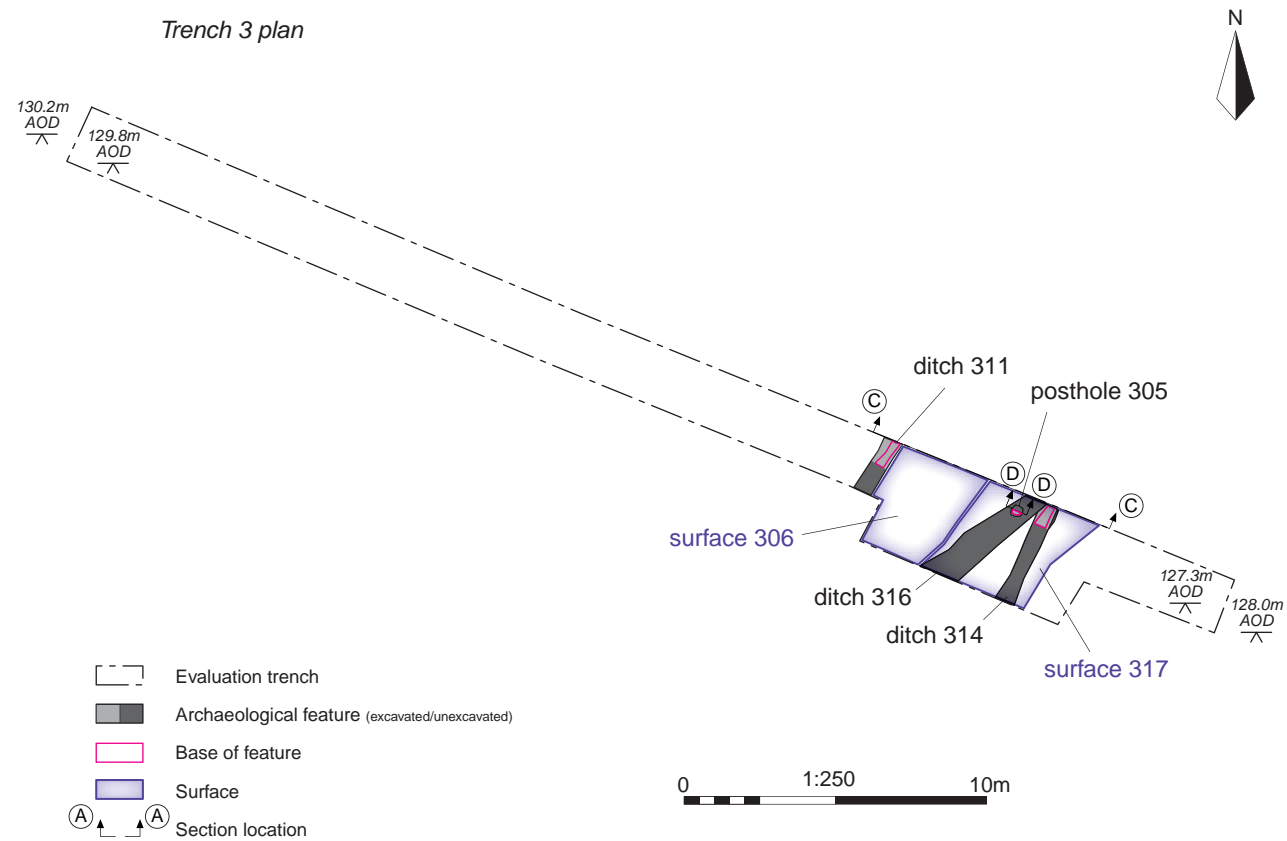 Trench 3 plan
N
130.2m
AOD
129.8m
AOD
ditch 311
posthole 305
C
D
D
C
surface 306
ditch 316
ditch 314
surface 317
127.3m
AOD
128.0m
AOD
Evaluation trench
Archaeological feature (excavated/unexcavated)
Base of feature
Surface
A
A
Section location
0
1:250
10m